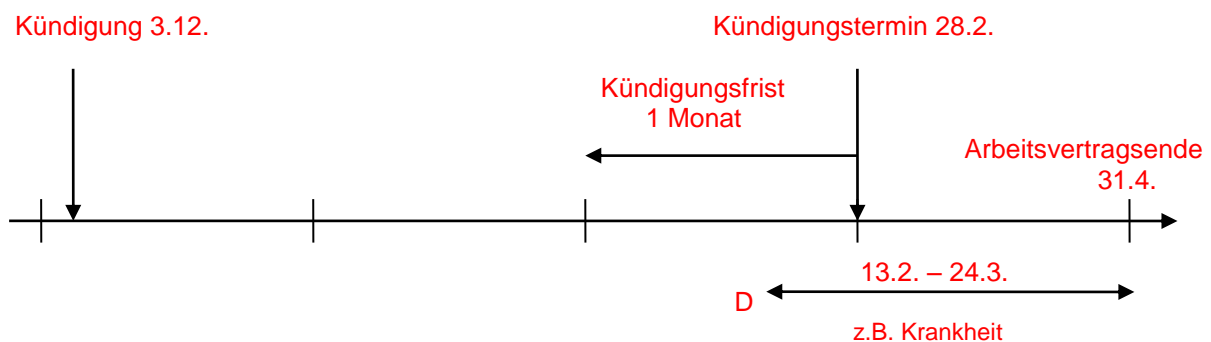 Kündigung 3.12.
Kündigungstermin 28.2.
Kündigungsfrist
1 Monat
Arbeitsvertragsende
31.4.
13.2. – 24.3.
D
z.B. Krankheit